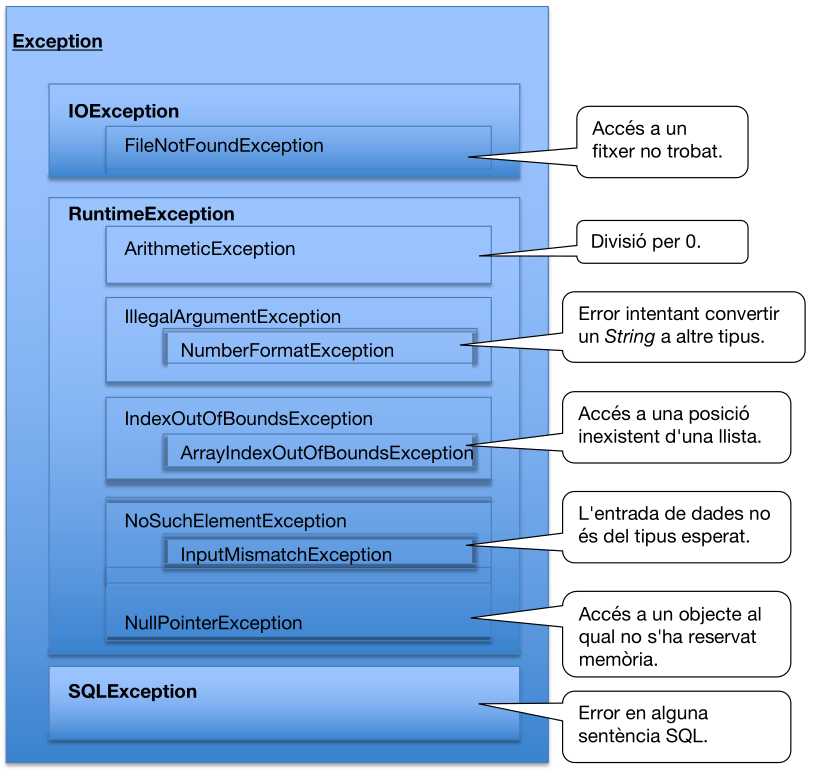 Exception
IOException
FileNotFoundException
Accés a un
fitxer no trobat.
RuntimeException
ArithmeticException
Divisió per 0.
IllegalArgumentException
NumberFormatException
Error intentant convertir
un String a altre tipus.
IndexOutOfBoundsException
ArrayIndexOutOfBoundsException
Accés a una posició
inexistent d'una llista.
NoSuchElementException
InputMismatchException
L'entrada de dades no
és del tipus esperat.
NullPointerException
Accés a un objecte al
qual no s'ha reservat
memòria.
SQLException
Error en alguna
sentència SQL.